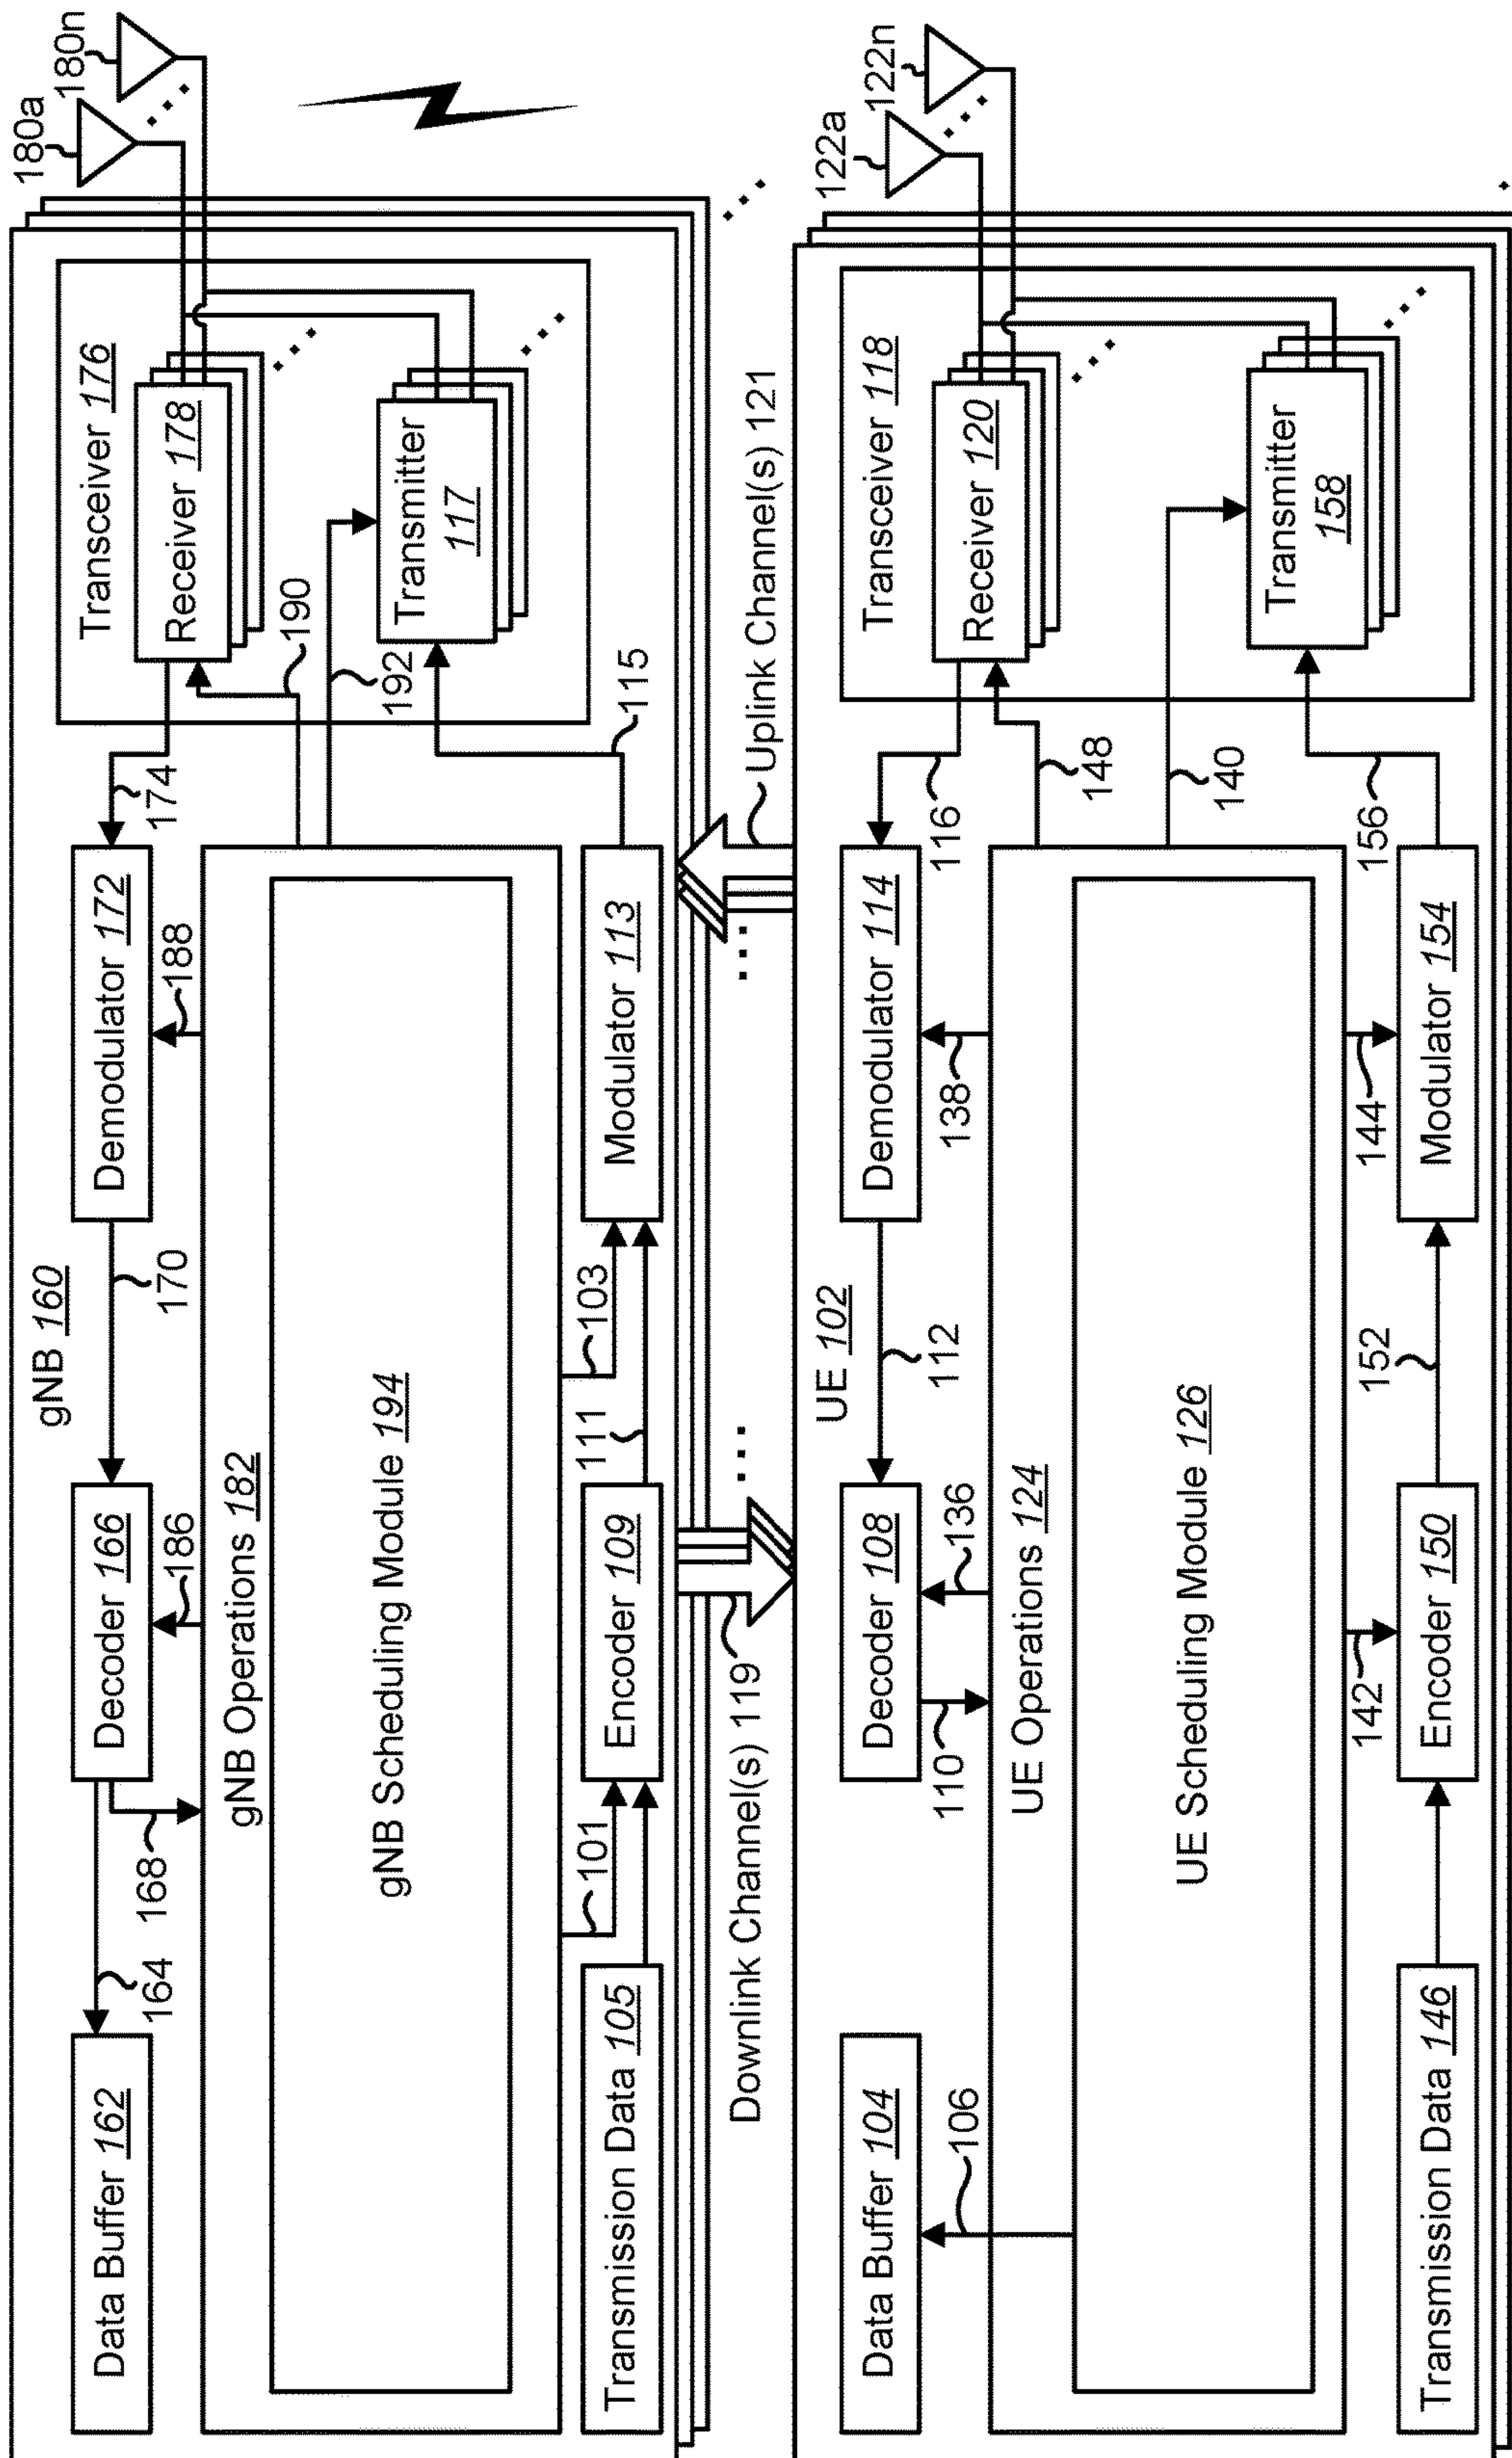 180a
180n
gNB 160
Transceiver 176
Data Buffer 162
164
168
Decoder 166
170
Demodulator 172
174
Receiver 178
186
188
190
gNB Operations 182
192
gNB Scheduling Module 194
Transmitter
117
101
103
115
Transmission Data 105
Encoder 109
111
Modulator 113
Downlink Channel(s) 119
Uplink Channel(s) 121
122a
122n
UE 102
Transceiver 118
Data Buffer 104
Decoder 108
112
Demodulator 114
116
Receiver 120
106
110
136
138
148
UE Operations 124
140
UE Scheduling Module 126
Transmitter
158
142
144
156
Transmission Data 146
Encoder 150
152
Modulator 154